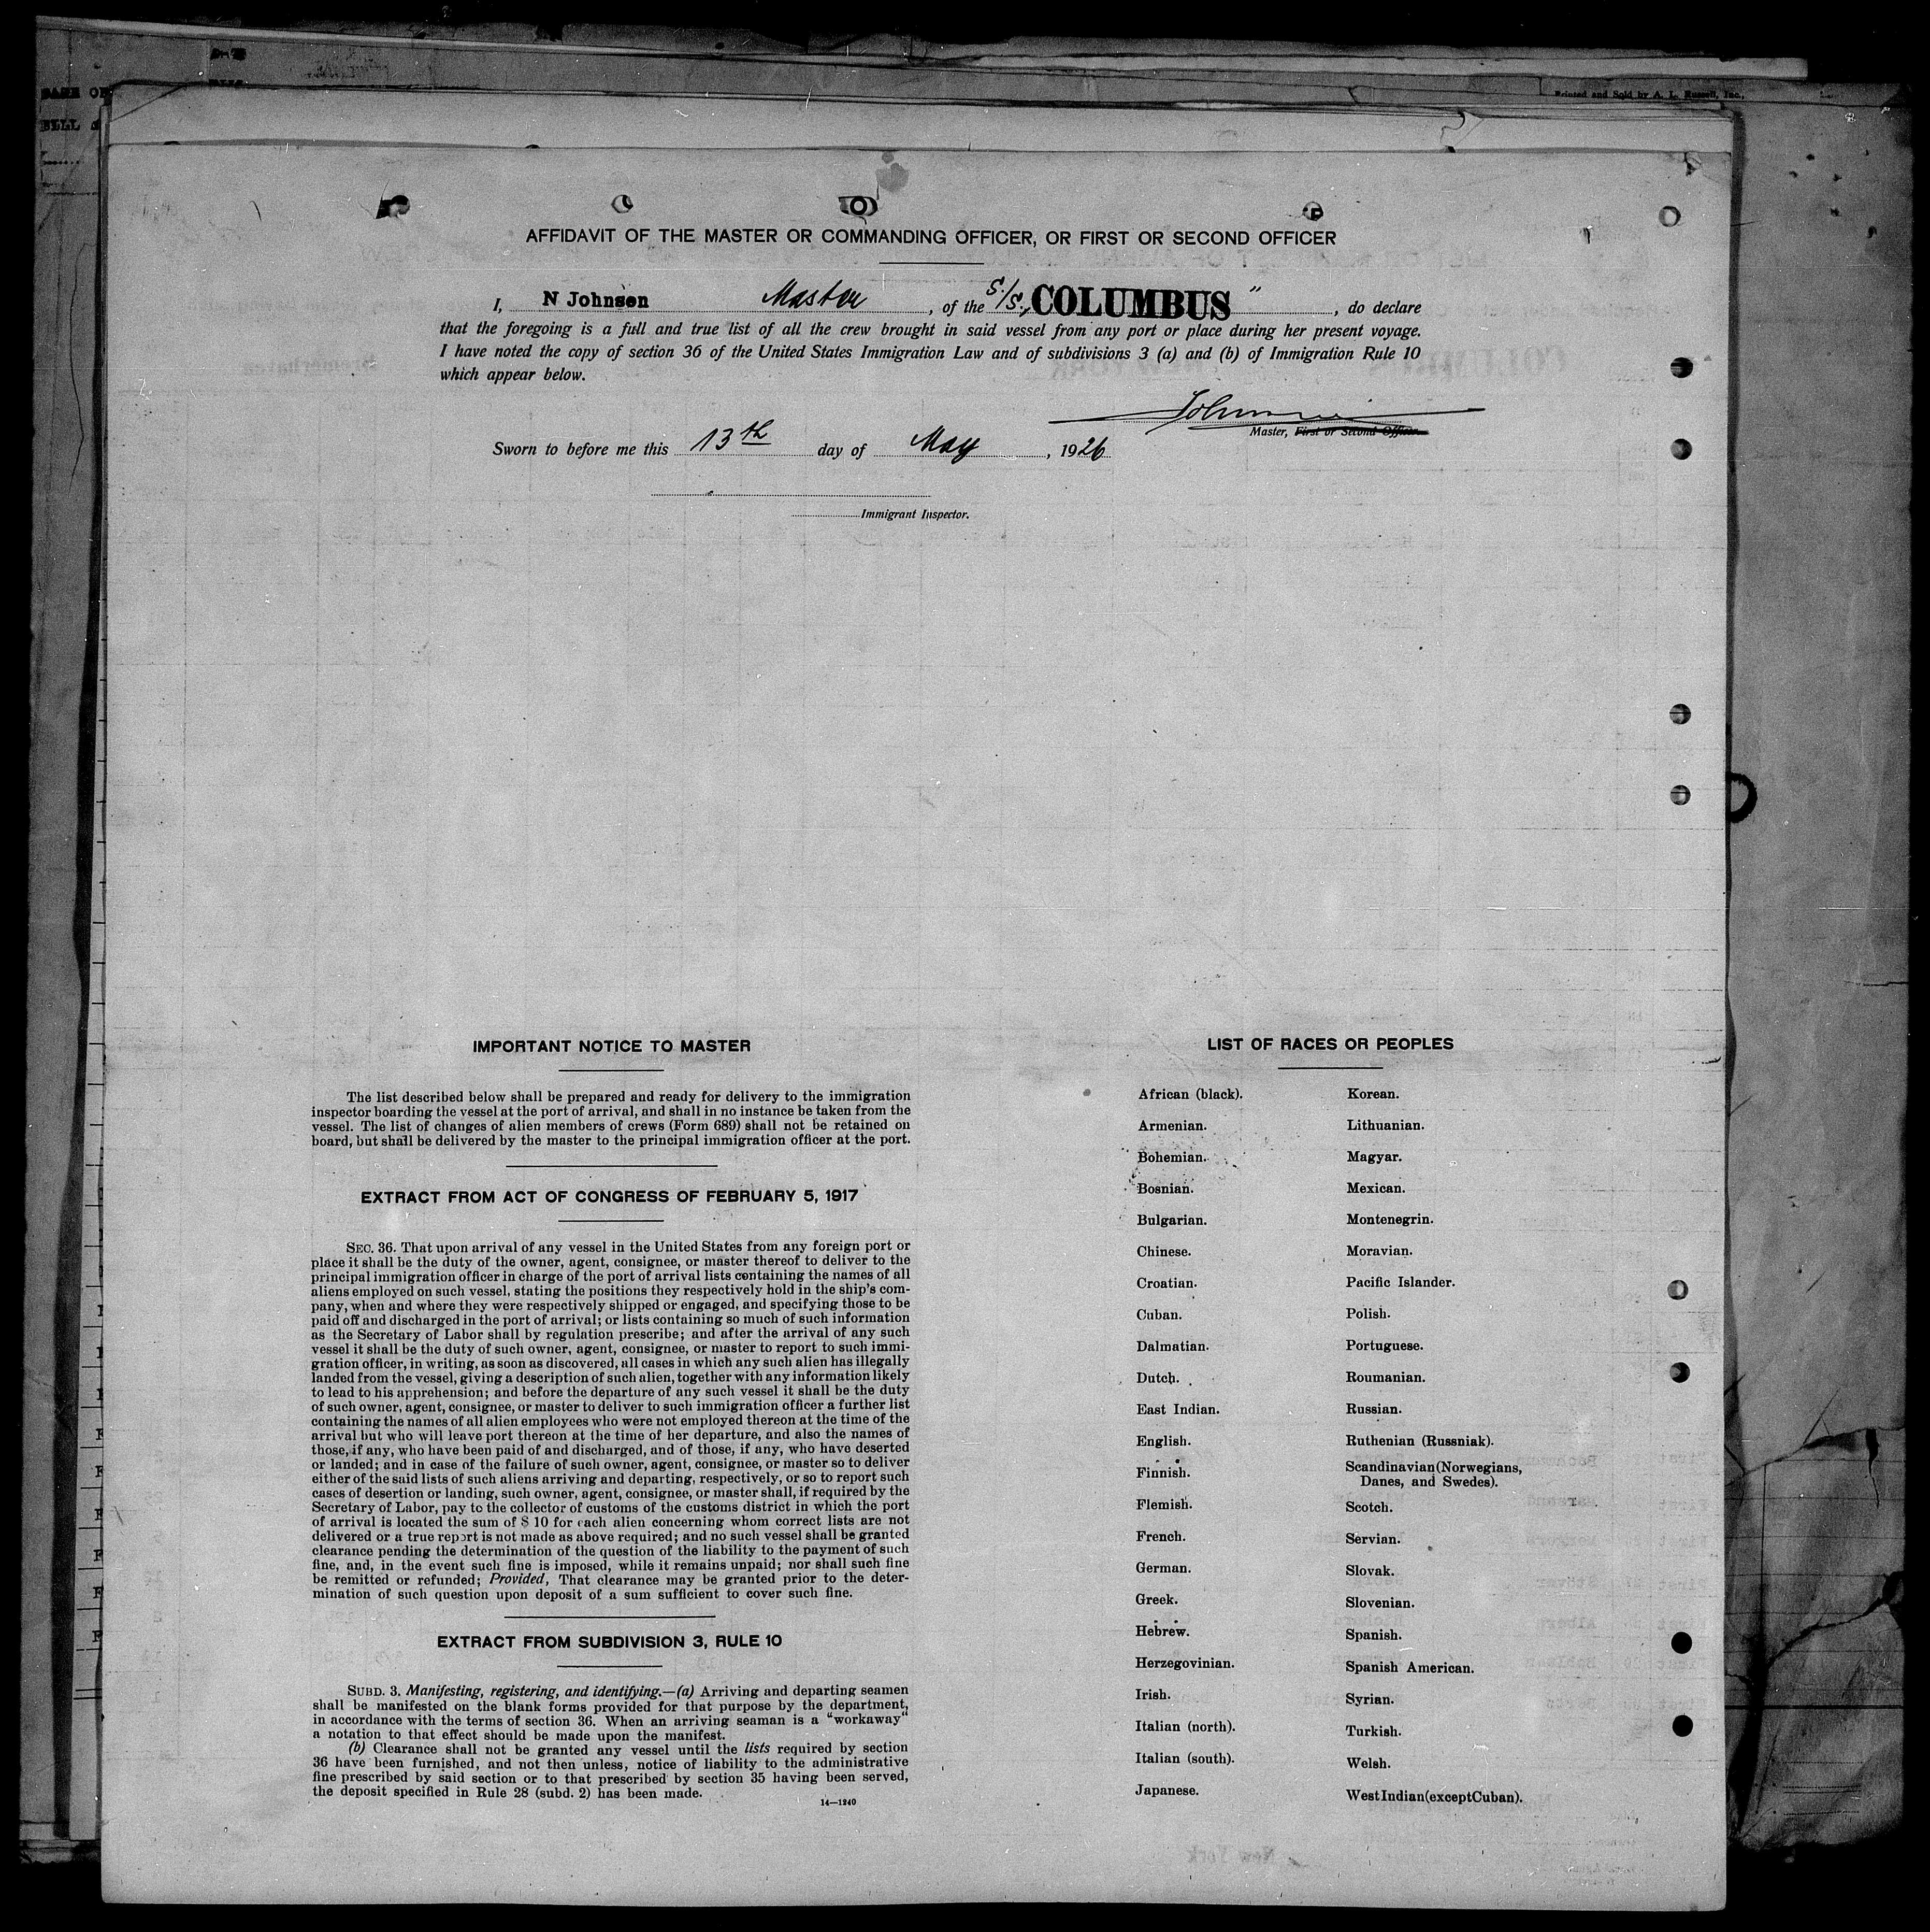 Printed and Sold by A. L. Russell, Inc.,
AFFIDAVIT OF THE MASTER OR COMMANDING OFFICER, OR FIRST OR SECOND OFFICER
I, N Johnsen Master, of the S./S. „COLUMBUS", do declare
that the foregoing is a full and true list of all the crew brought in said vessel from any port or place during her present voyage.
I have noted the copy of section 36 of the United States Immigration Law and of subdivisions 3 (a) and (b) of Immigration Rule 10
which appear below.
Johnsen
Master, First or Second Officer.
Sworn to before me this 13th day of May, 1926
Immigrant Inspector.
IMPORTANT NOTICE TO MASTER
The list described below shall be prepared and ready for delivery to the immigration
inspector boarding the vessel at the port of arrival, and shall in no instance be taken from the
vessel. The list of changes of alien members of crews (Form 689) shall not be retained on
board, but shall be delivered by the master to the principal immigration officer at the port.
EXTRACT FROM ACT OF CONGRESS OF FEBRUARY 5, 1917
SEC. 36. That upon arrival of any vessel in the United States from any foreign port or
place it shall be the duty of the owner, agent, consignee, or master thereof to deliver to the
principal immigration officer in charge of the port of arrival lists containing the names of all
aliens employed on such vessel, stating the positions they respectively hold in the ship's com-
pany, when and where they were respectively shipped or engaged, and specifying those to be
paid off and discharged in the port of arrival; or lists containing so much of such information
as the Secretary of Labor shall by regulation prescribe; and after the arrival of any such
vessel it shall be the duty of such owner, agent, consignee, or master to report to such immi-
gration officer, in writing, as soon as discovered, all cases in which any such alien has illegally
landed from the vessel, giving a description of such alien, together with any information likely
to lead to his apprehension; and before the departure of any such vessel it shall be the duty
of such owner, agent, consignee, or master to deliver to such immigration officer a further list
containing the names of all alien employees who were not employed thereon at the time of the
arrival but who will leave port thereon at the time of her departure, and also the names of
those, if any, who have been paid of and discharged, and of those, if any, who have deserted
or landed; and in case of the failure of such owner, agent, consignee, or master so to deliver
either of the said lists of such aliens arriving and departing, respectively, or so to report such
cases of desertion or landing, such owner, agent, consignee, or master shall, if required by the
Secretary of Labor, pay to the collector of customs of the customs district in which the port
of arrival is located the sum of $ 10 for each alien concerning whom correct lists are not
delivered or a true report is not made as above required; and no such vessel shall be granted
clearance pending the determination of the question of the liability to the payment of such
fine, and, in the event such fine is imposed, while it remains unpaid; nor shall such fine
be remitted or refunded; Provided, That clearance may be granted prior to the deter-
mination of such question upon deposit of a sum sufficient to cover such fine.
EXTRACT FROM SUBDIVISION 3, RULE 10
SUBD. 3. Manifesting, registering, and identifying.—(a) Arriving and departing seamen
shall be manifested on the blank forms provided for that purpose by the department,
in accordance with the terms of section 36. When an arriving seaman is a "workaway"
a notation to that effect should be made upon the manifest.
(b) Clearance shall not be granted any vessel until the lists required by section
36 have been furnished, and not then unless, notice of liability to the administrative
fine prescribed by said section or to that prescribed by section 35 having been served,
the deposit specified in Rule 28 (subd. 2) has been made.
14—1240
LIST OF RACES OR PEOPLES
African (black).
Armenian.
Bohemian.
Bosnian.
Bulgarian.
Chinese.
Croatian.
Cuban.
Dalmatian.
Dutch.
East Indian.
English.
Finnish.
Flemish.
French.
German.
Greek.
Hebrew.
Herzegovinian.
Irish.
Italian (north).
Italian (south).
Japanese.
Korean.
Lithuanian.
Magyar.
Mexican.
Montenegrin.
Moravian.
Pacific Islander.
Polish.
Portuguese.
Roumanian.
Russian.
Ruthenian (Russniak).
Scandinavian (Norwegians,
Danes, and Swedes).
Scotch.
Servian.
Slovak.
Slovenian.
Spanish.
Spanish American.
Syrian.
Turkish.
Welsh.
West Indian (except Cuban).